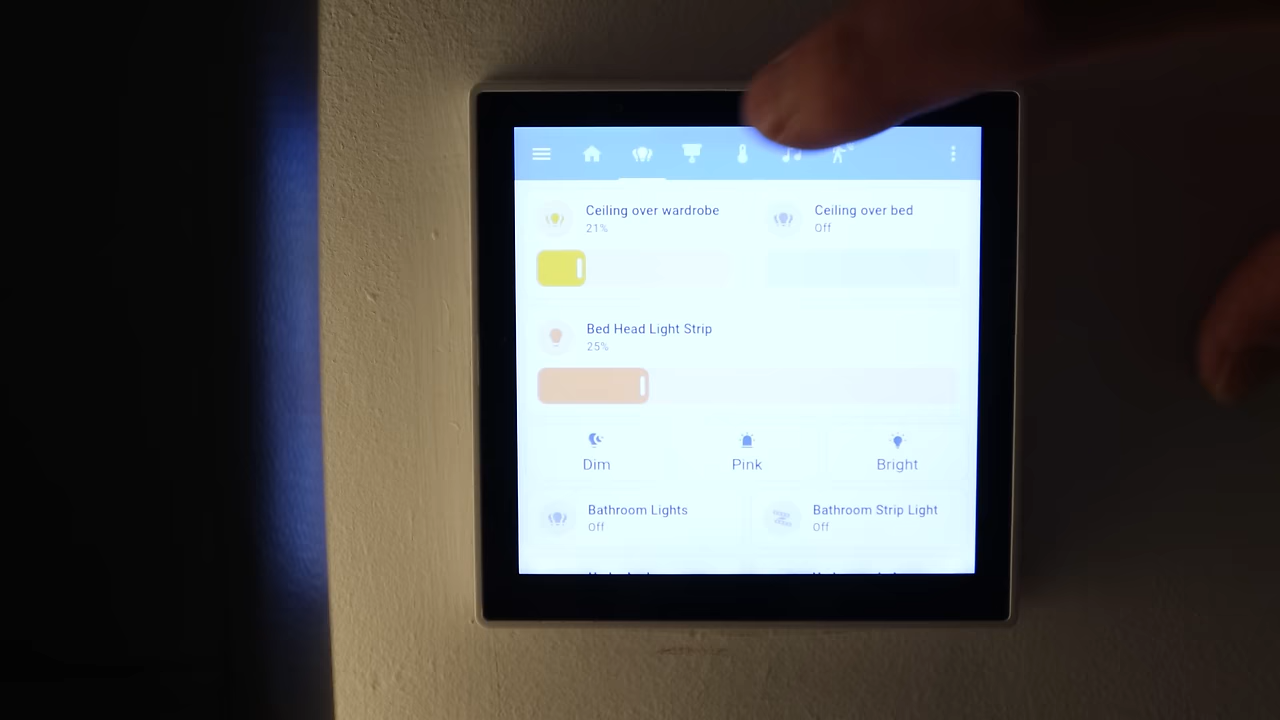 Ceiling over wardrobe
21%
Ceiling over bed
Off
Bed Head Light Strip
25%
Dim
Pink
Bright
Bathroom Lights
Off
Bathroom Strip Light
Off